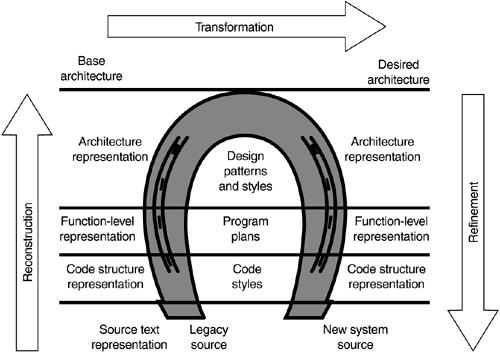 Transformation
Base
architecture
Desired
architecture
Reconstruction
Architecture
representation
Design
patterns
and styles
Architecture
representation
Refinement
Function-level
representation
Program
plans
Function-level
representation
Code structure
representation
Code
styles
Code structure
representation
Source text
representation
Legacy
source
New system
source